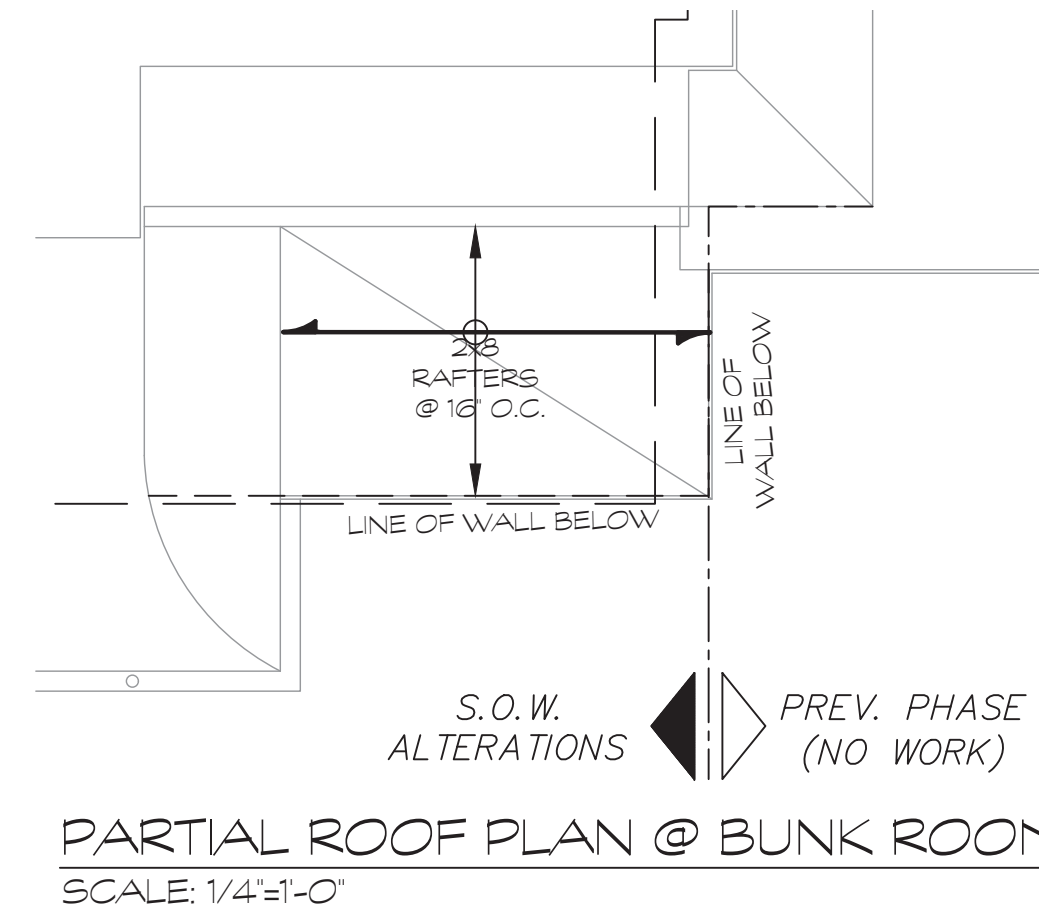 2x8
RAFTERS
@ 16" O.C.
LINE OF
WALL BELOW
LINE OF WALL BELOW
S.O.W.
ALTERATIONS
PREV. PHASE
(NO WORK)
PARTIAL ROOF PLAN @ BUNK ROOM
SCALE: 1/4"=1'-0"